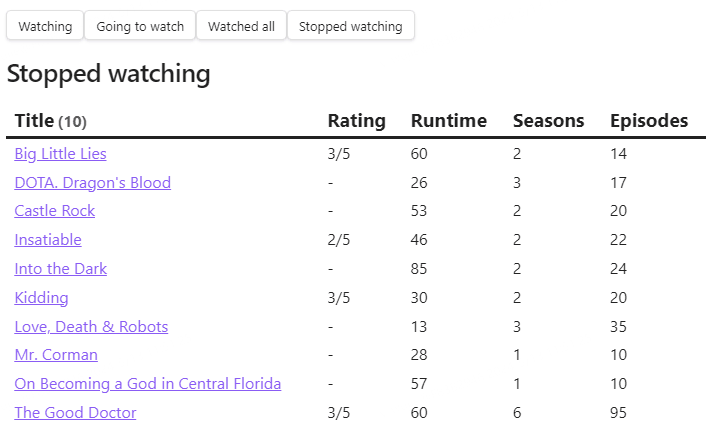 Watching Going to watch Watched all Stopped watching
Stopped watching
Title (10) Rating Runtime Seasons Episodes
Big Little Lies 3/5 60 2 14
DOTA. Dragon's Blood - 26 3 17
Castle Rock - 53 2 20
Insatiable 2/5 46 2 22
Into the Dark - 85 2 24
Kidding 3/5 30 2 20
Love, Death & Robots - 13 3 35
Mr. Corman - 28 1 10
On Becoming a God in Central Florida - 57 1 10
The Good Doctor 3/5 60 6 95